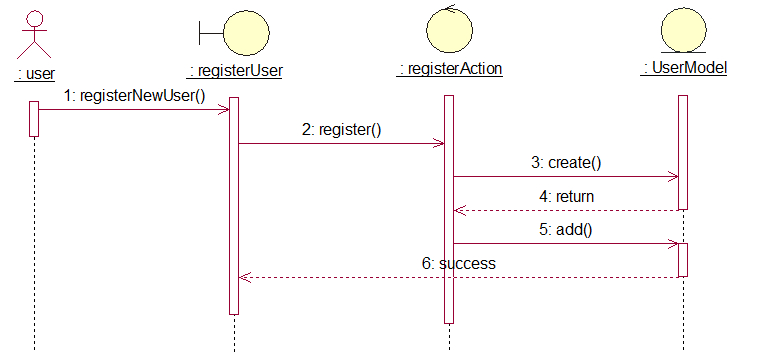 : user
: registerUser
: registerAction
: UserModel
1: registerNewUser()
2: register()
3: create()
4: return
5: add()
6: success